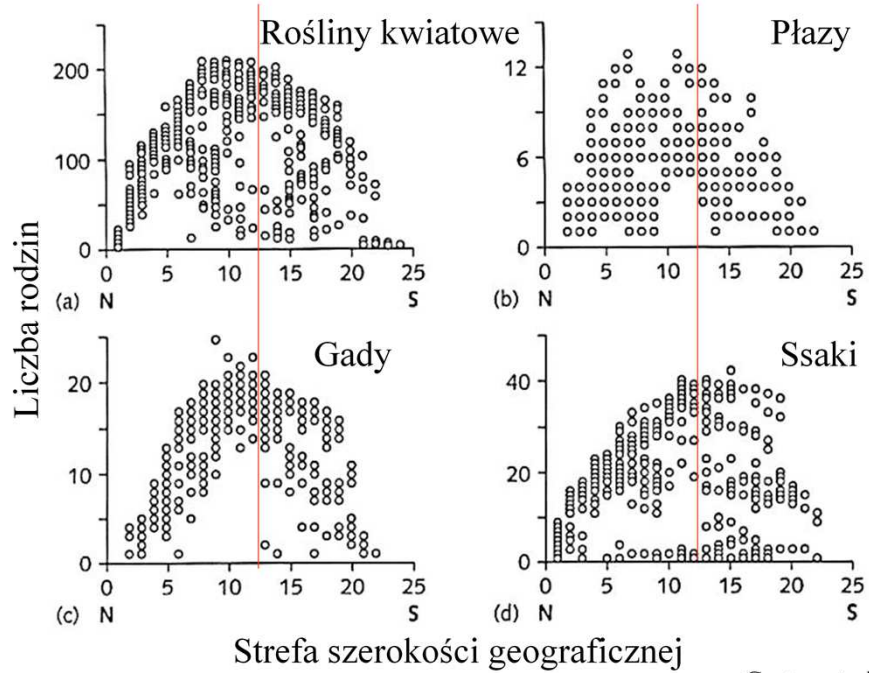 Rośliny kwiatowe
Płazy
200
100
0
0 5 10 15 20 25
(a) N S
12
6
0
0 5 10 15 20 25
(b) N S
Liczba rodzin
Gady
Ssaki
20
10
0
0 5 10 15 20 25
(c) N S
40
20
0
0 5 10 15 20 25
(d) N S
Strefa szerokości geograficznej